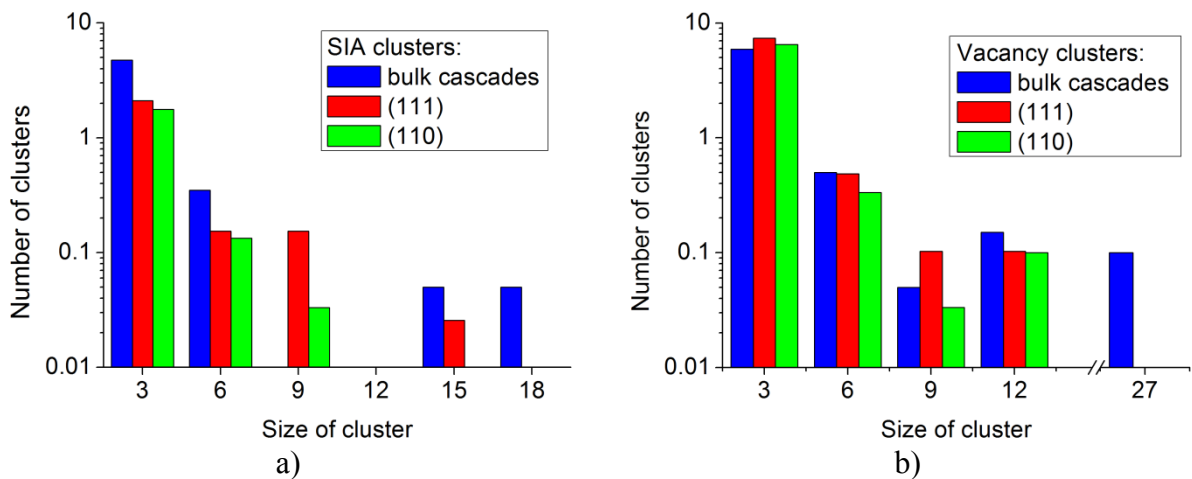 10
1
0.1
0.01
Number of clusters
SIA clusters:
bulk cascades
(111)
(110)
3 6 9 12 15 18
Size of cluster
a)
10
1
0.1
0.01
Number of clusters
Vacancy clusters:
bulk cascades
(111)
(110)
3 6 9 12 27
Size of cluster
b)